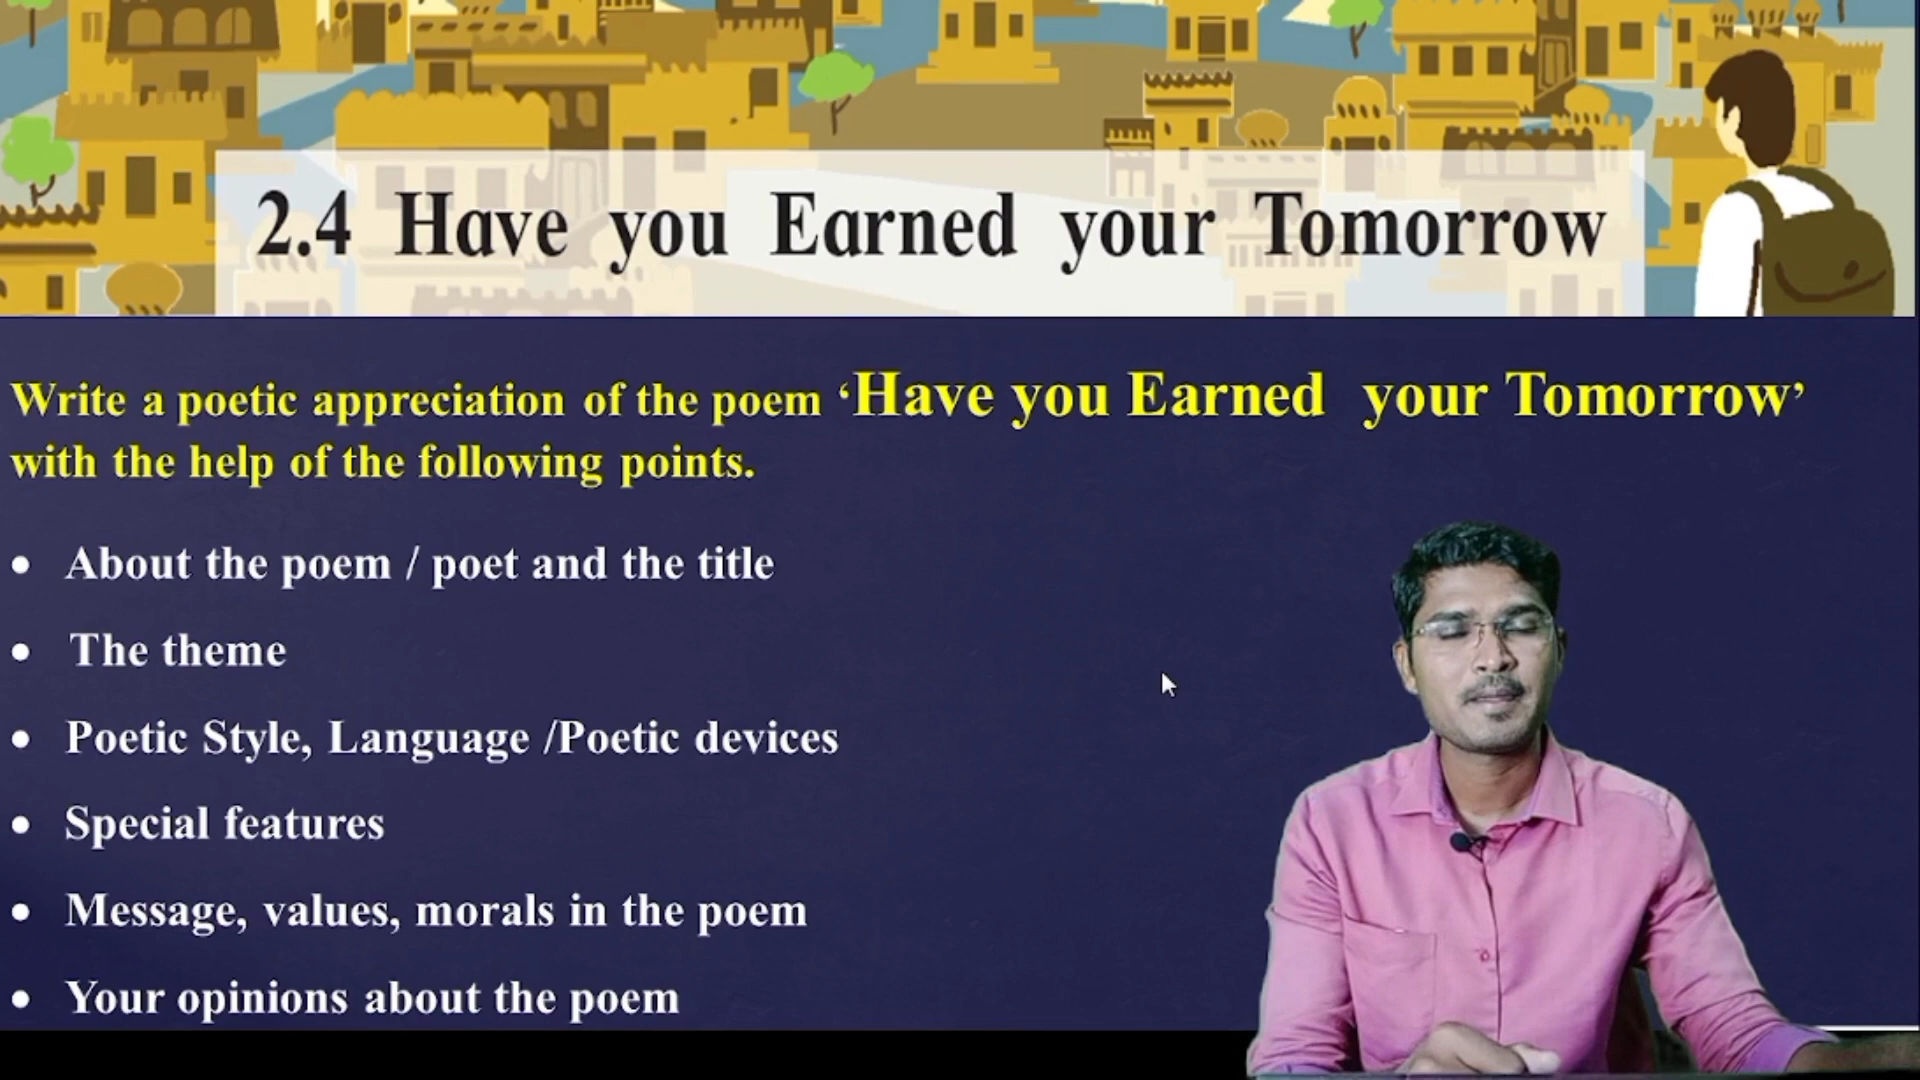 2.4 Have you Earned your Tomorrow
Write a poetic appreciation of the poem ‘Have you Earned your Tomorrow’
with the help of the following points.
• About the poem / poet and the title
• The theme
• Poetic Style, Language /Poetic devices
• Special features
• Message, values, morals in the poem
• Your opinions about the poem